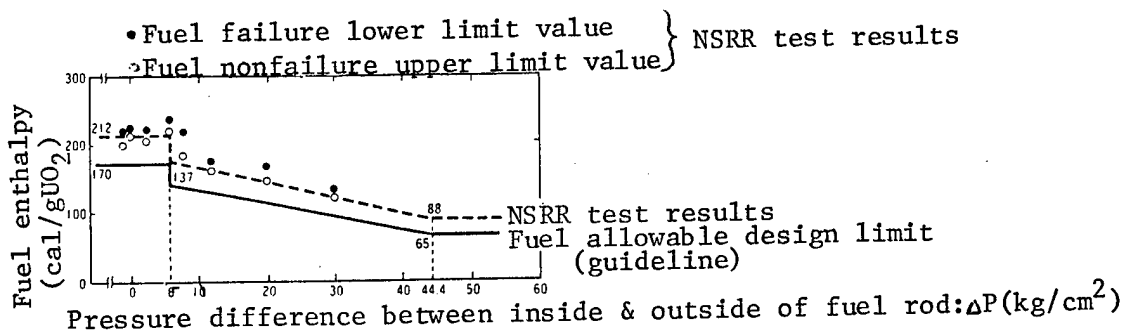 •Fuel failure lower limit value
○Fuel nonfailure upper limit value
} NSRR test results
Fuel enthalpy
(cal/gUO₂)
300
212
200
170
137
100
88
NSRR test results
65
Fuel allowable design limit
(guideline)
0
0 6 10 20 30 40 44.4 50 60
Pressure difference between inside & outside of fuel rod:△P(kg/cm²)